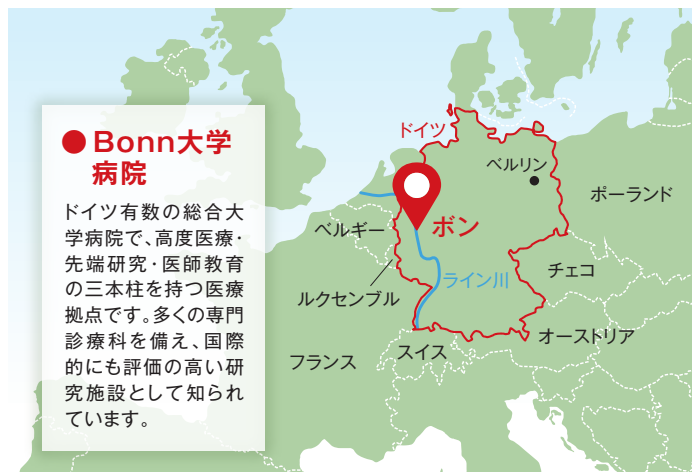 ●Bonn大学
病院
ドイツ有数の総合大
学病院で、高度医療・
先端研究・医師教育
の三本柱を持つ医療
拠点です。多くの専門
診療科を備え、国際
的にも評価の高い研
究施設として知られ
ています。
ドイツ
ベルリン
ポーランド
ボン
ベルギー
チェコ
ライン川
ルクセンブル
オーストリア
スイス
フランス